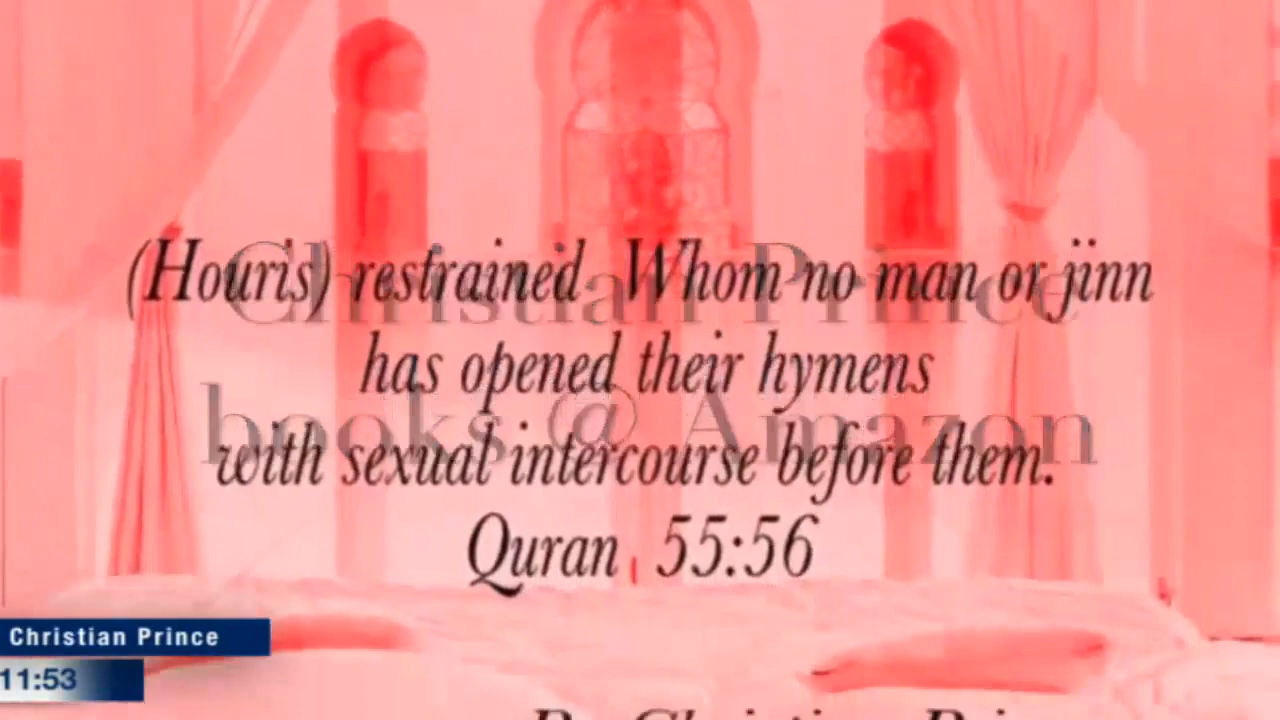 (Houris) restrained Whom no man or jinn
has opened their hymens
with sexual intercourse before them.
Quran 55:56
Christian Prince
books @ Amazon
Christian Prince
11:53